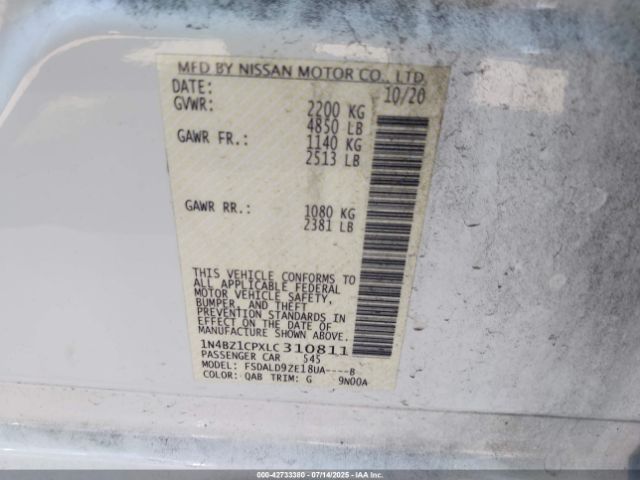 MFD BY NISSAN MOTOR CO., LTD.
DATE: 10/20
GVWR: 2200 KG
4850 LB
GAWR FR.: 1140 KG
2513 LB
GAWR RR.: 1080 KG
2381 LB
THIS VEHICLE CONFORMS TO
ALL APPLICABLE FEDERAL
MOTOR VEHICLE SAFETY,
BUMPER, AND THEFT
PREVENTION STANDARDS IN
EFFECT ON THE DATE OF
MANUFACTURE SHOWN ABOVE.
1N4BZ1CPXLC310811
PASSENGER CAR 545
MODEL: FSDALD9ZE18UA----B
COLOR: QAB TRIM: G 9N00A
000-42733380 - 07/14/2025 - IAA Inc.